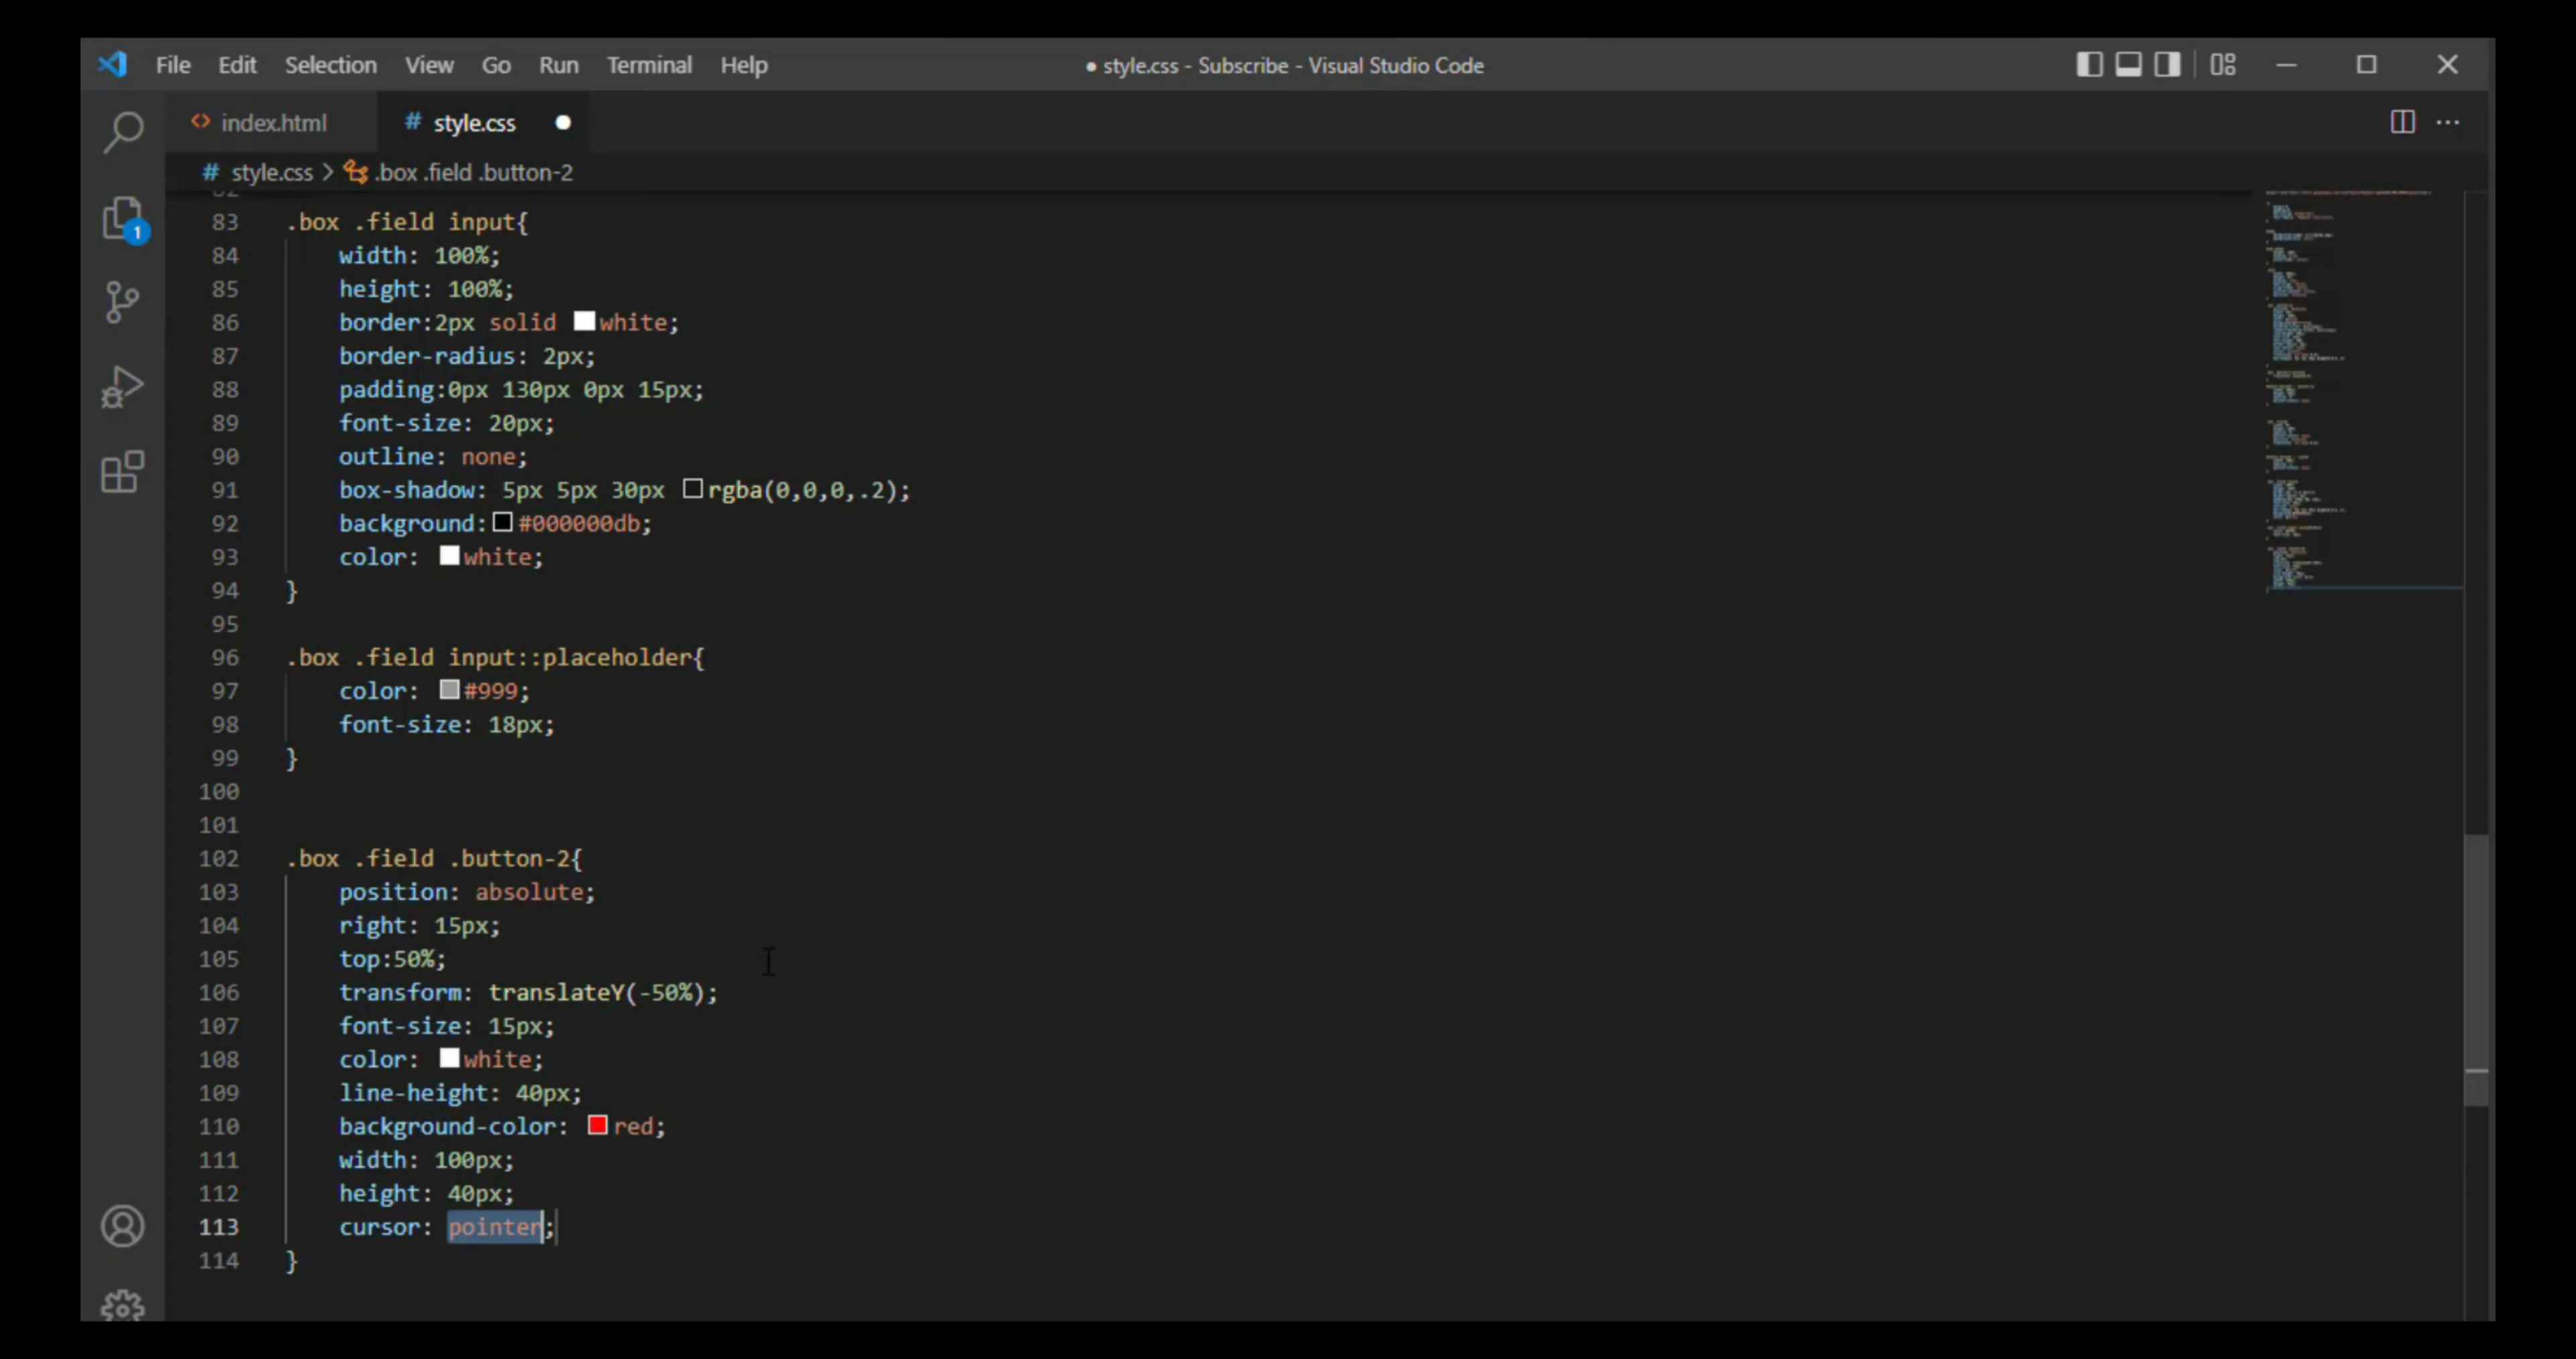 File Edit Selection View Go Run Terminal Help
● style.css - Subscribe - Visual Studio Code
index.html
# style.css
# style.css > .box .field .button-2
1
83 .box .field input{
84 width: 100%;
85 height: 100%;
86 border:2px solid white;
87 border-radius: 2px;
88 padding:0px 130px 0px 15px;
89 font-size: 20px;
90 outline: none;
91 box-shadow: 5px 5px 30px rgba(0,0,0,.2);
92 background: #000000db;
93 color: white;
94 }
95
96 .box .field input::placeholder{
97 color: #999;
98 font-size: 18px;
99 }
100
101
102 .box .field .button-2{
103 position: absolute;
104 right: 15px;
105 top:50%;
106 transform: translateY(-50%);
107 font-size: 15px;
108 color: white;
109 line-height: 40px;
110 background-color: red;
111 width: 100px;
112 height: 40px;
113 cursor: pointer;
114 }